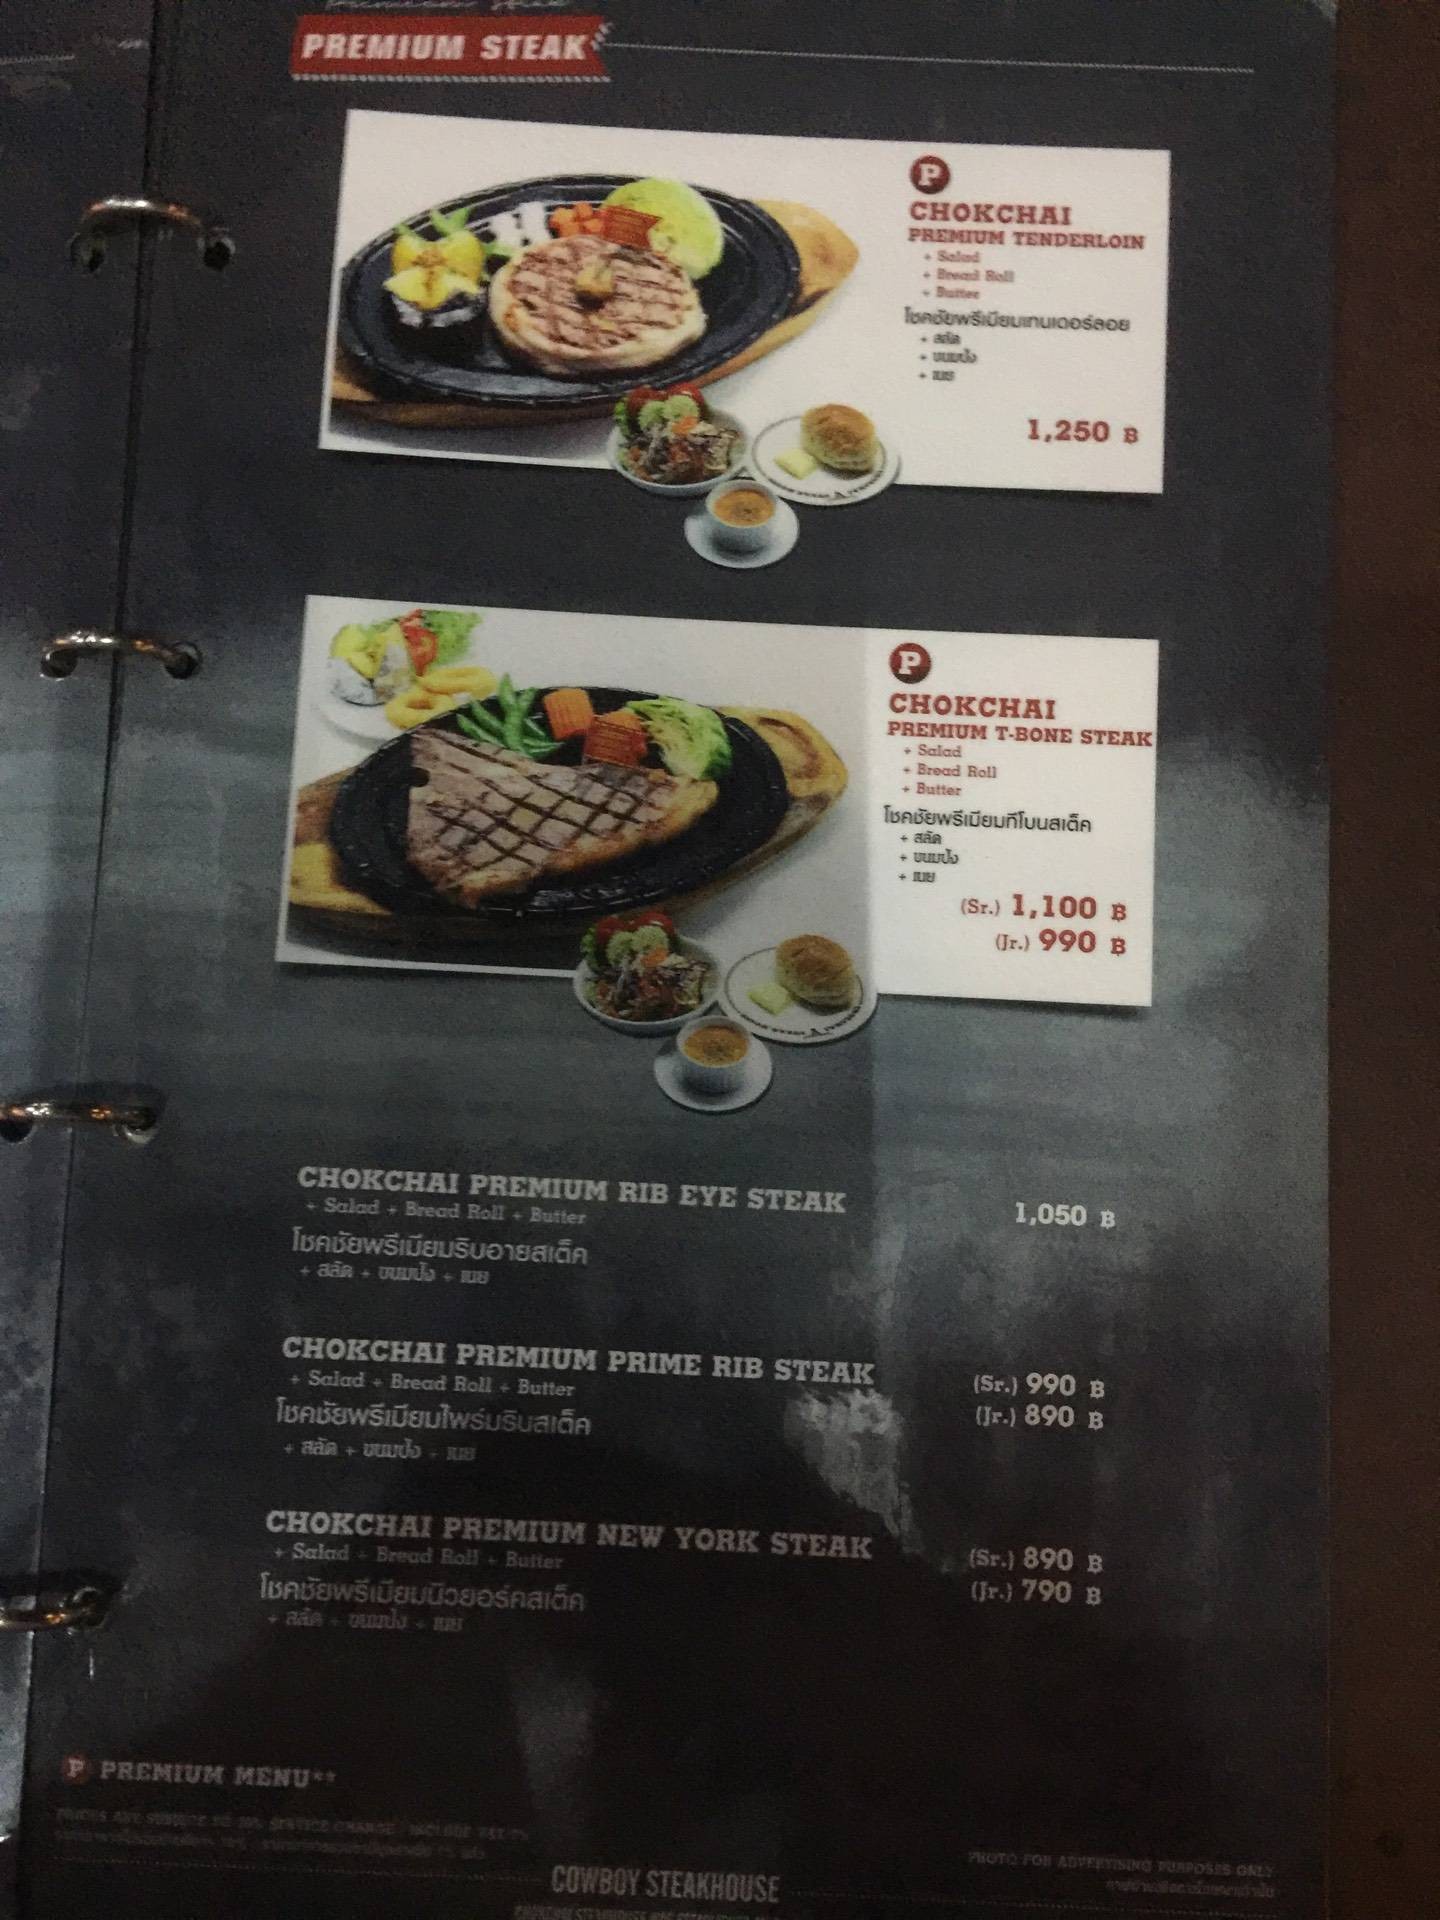 PREMIUM STEAK
P
CHOKCHAI
PREMIUM TENDERLOIN
+ Salad
+ Bread Roll
+ Butter
โชคชัยพรีเมียมเทนเดอร์ลอย
+ สลัด
+ ขนมปัง
+ เนย
1,250 ฿
P
CHOKCHAI
PREMIUM T-BONE STEAK
+ Salad
+ Bread Roll
+ Butter
โชคชัยพรีเมียมทีโบนสเต็ค
+ สลัด
+ ขนมปัง
+ เนย
(Sr.) 1,100 ฿
(Jr.) 990 ฿
CHOKCHAI PREMIUM RIB EYE STEAK 1,050 ฿
+ Salad + Bread Roll + Butter
โชคชัยพรีเมียมริบอายสเต็ค
+ สลัด + ขนมปัง + เนย
CHOKCHAI PREMIUM PRIME RIB STEAK (Sr.) 990 ฿
+ Salad + Bread Roll + Butter (Jr.) 890 ฿
โชคชัยพรีเมียมไพร์มริบสเต็ค
+ สลัด + ขนมปัง + เนย
CHOKCHAI PREMIUM NEW YORK STEAK (Sr.) 890 ฿
+ Salad + Bread Roll + Butter (Jr.) 790 ฿
โชคชัยพรีเมียมนิวยอร์คสเต็ค
+ สลัด + ขนมปัง + เนย
P PREMIUM MENU**
PRICES ARE SUBJECT TO 10% SERVICE CHARGE / INCLUDE VAT 7%
PHOTO FOR ADVERTISING PURPOSES ONLY
COWBOY STEAKHOUSE